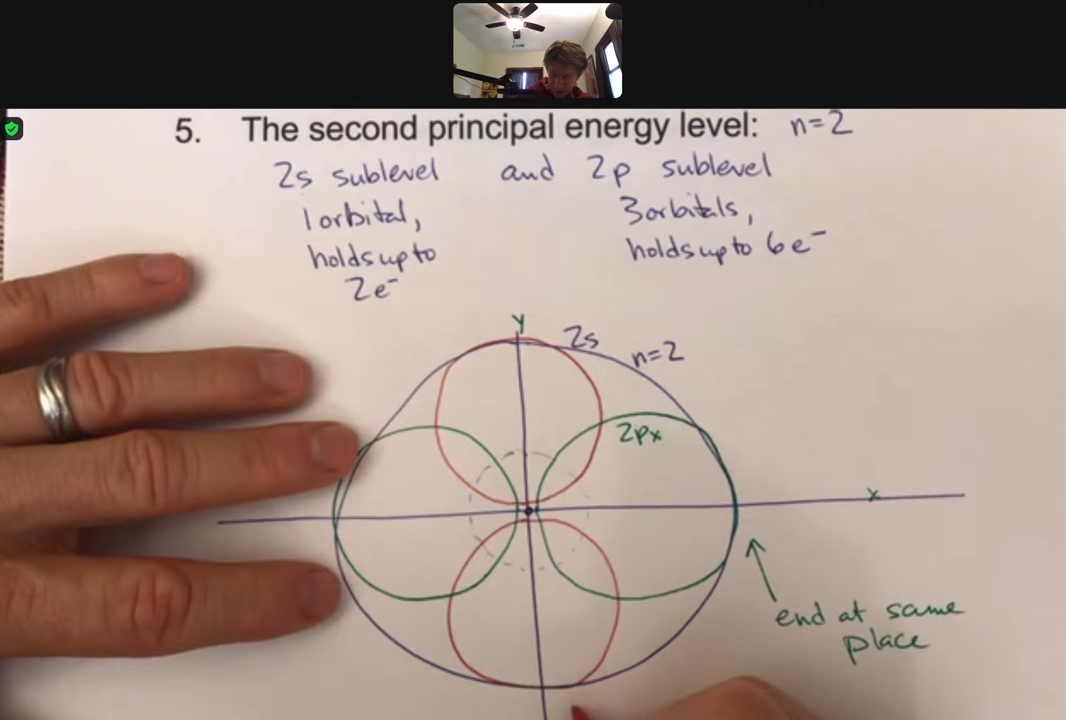 5. The second principal energy level: n=2
2s sublevel and 2p sublevel
1 orbital, 3 orbitals,
holds up to holds up to 6e⁻
2e⁻
y
2s
n=2
2px
x
end at same
place